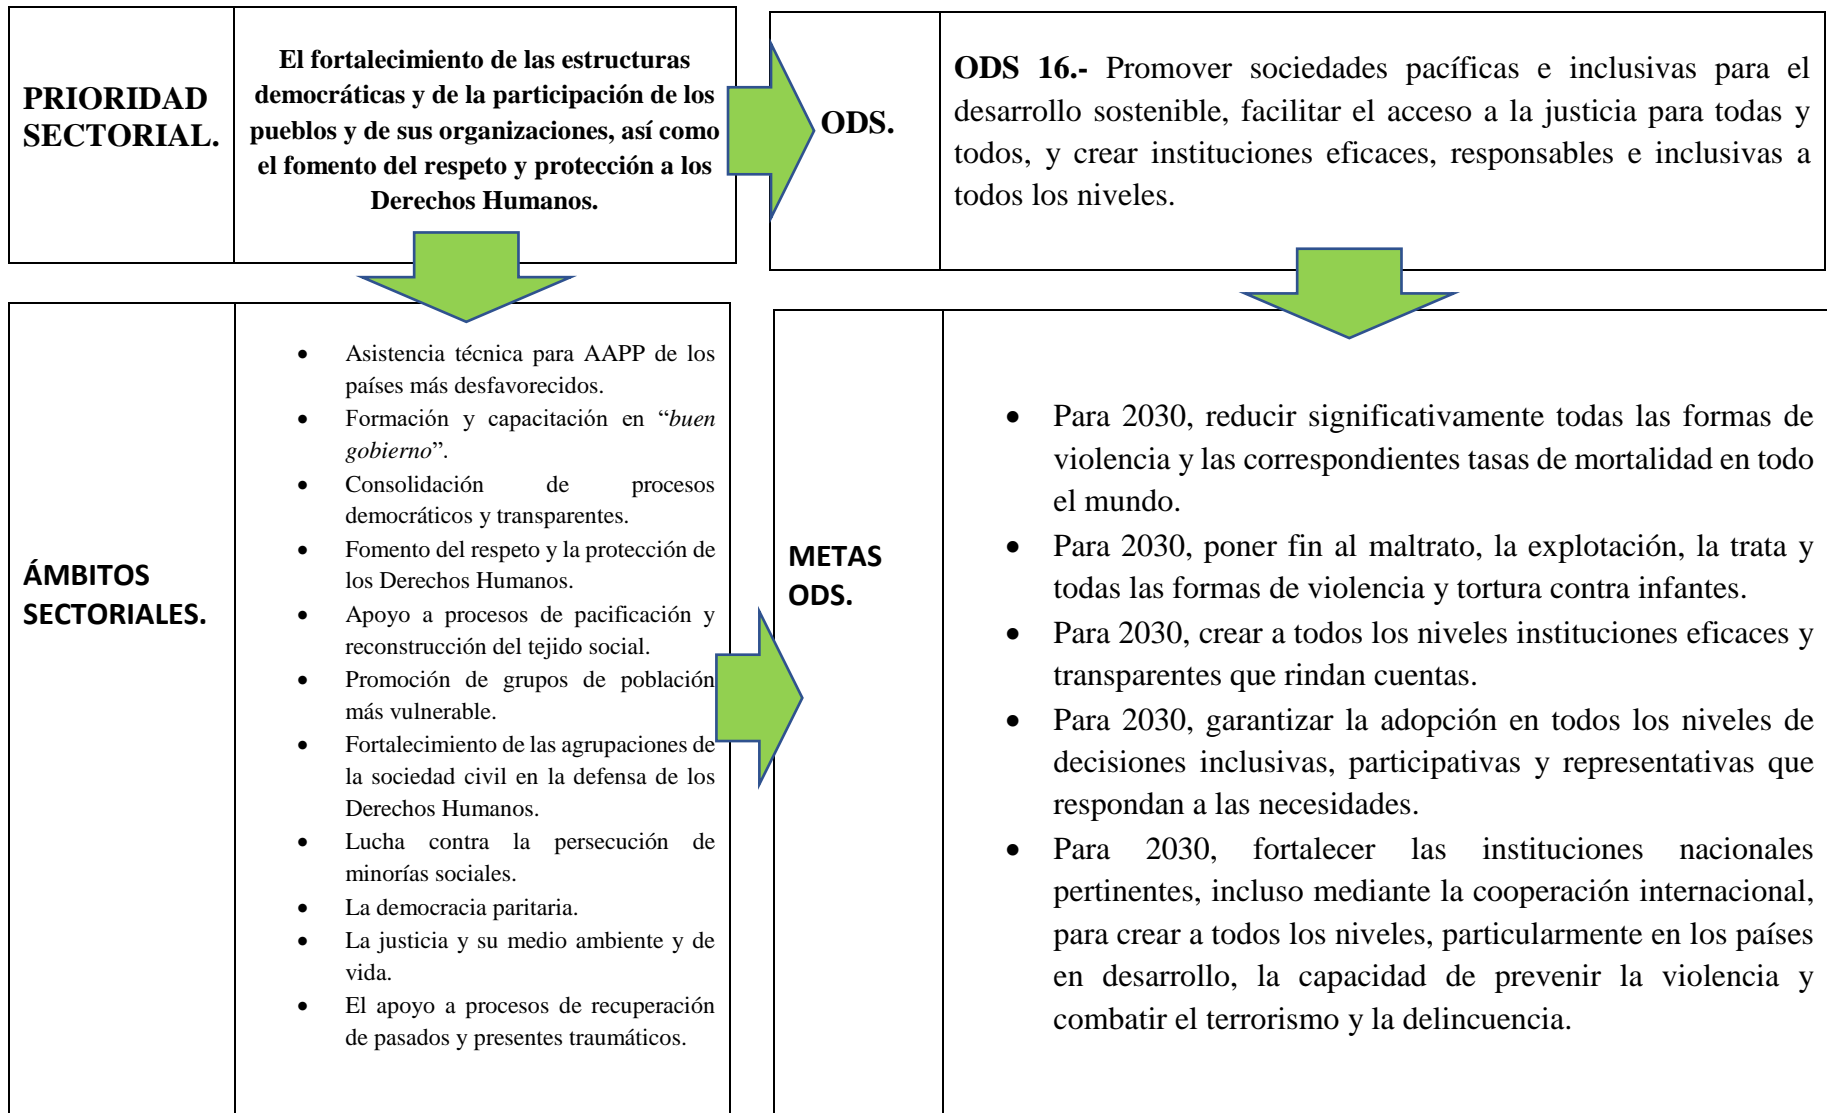 PRIORIDAD
SECTORIAL.
El fortalecimiento de las estructuras
democráticas y de la participación de los
pueblos y de sus organizaciones, así como
el fomento del respeto y protección a los
Derechos Humanos.
ODS.
ODS 16.- Promover sociedades pacíficas e inclusivas para el
desarrollo sostenible, facilitar el acceso a la justicia para todas y
todos, y crear instituciones eficaces, responsables e inclusivas a
todos los niveles.
ÁMBITOS
SECTORIALES.
• Asistencia técnica para AAPP de los
países más desfavorecidos.
• Formación y capacitación en “buen
gobierno”.
• Consolidación de procesos
democráticos y transparentes.
• Fomento del respeto y la protección de
los Derechos Humanos.
• Apoyo a procesos de pacificación y
reconstrucción del tejido social.
• Promoción de grupos de población
más vulnerable.
• Fortalecimiento de las agrupaciones de
la sociedad civil en la defensa de los
Derechos Humanos.
• Lucha contra la persecución de
minorías sociales.
• La democracia paritaria.
• La justicia y su medio ambiente y de
vida.
• El apoyo a procesos de recuperación
de pasados y presentes traumáticos.
METAS
ODS.
• Para 2030, reducir significativamente todas las formas de
violencia y las correspondientes tasas de mortalidad en todo
el mundo.
• Para 2030, poner fin al maltrato, la explotación, la trata y
todas las formas de violencia y tortura contra infantes.
• Para 2030, crear a todos los niveles instituciones eficaces y
transparentes que rindan cuentas.
• Para 2030, garantizar la adopción en todos los niveles de
decisiones inclusivas, participativas y representativas que
respondan a las necesidades.
• Para 2030, fortalecer las instituciones nacionales
pertinentes, incluso mediante la cooperación internacional,
para crear a todos los niveles, particularmente en los países
en desarrollo, la capacidad de prevenir la violencia y
combatir el terrorismo y la delincuencia.